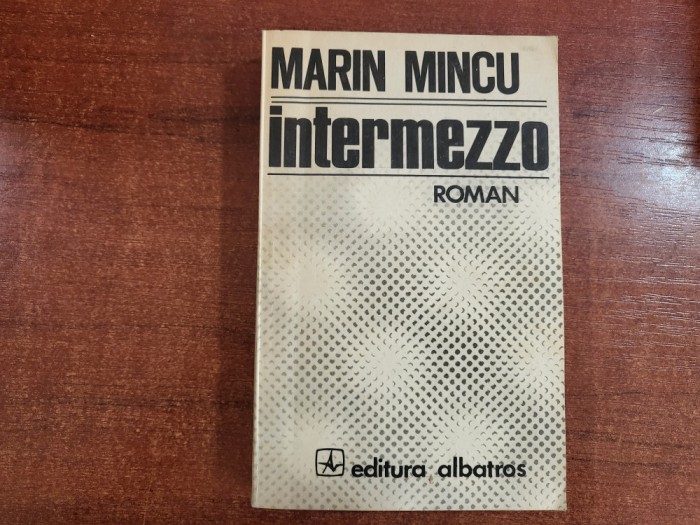 MARIN MINCU
intermezzo
ROMAN
editura albatros